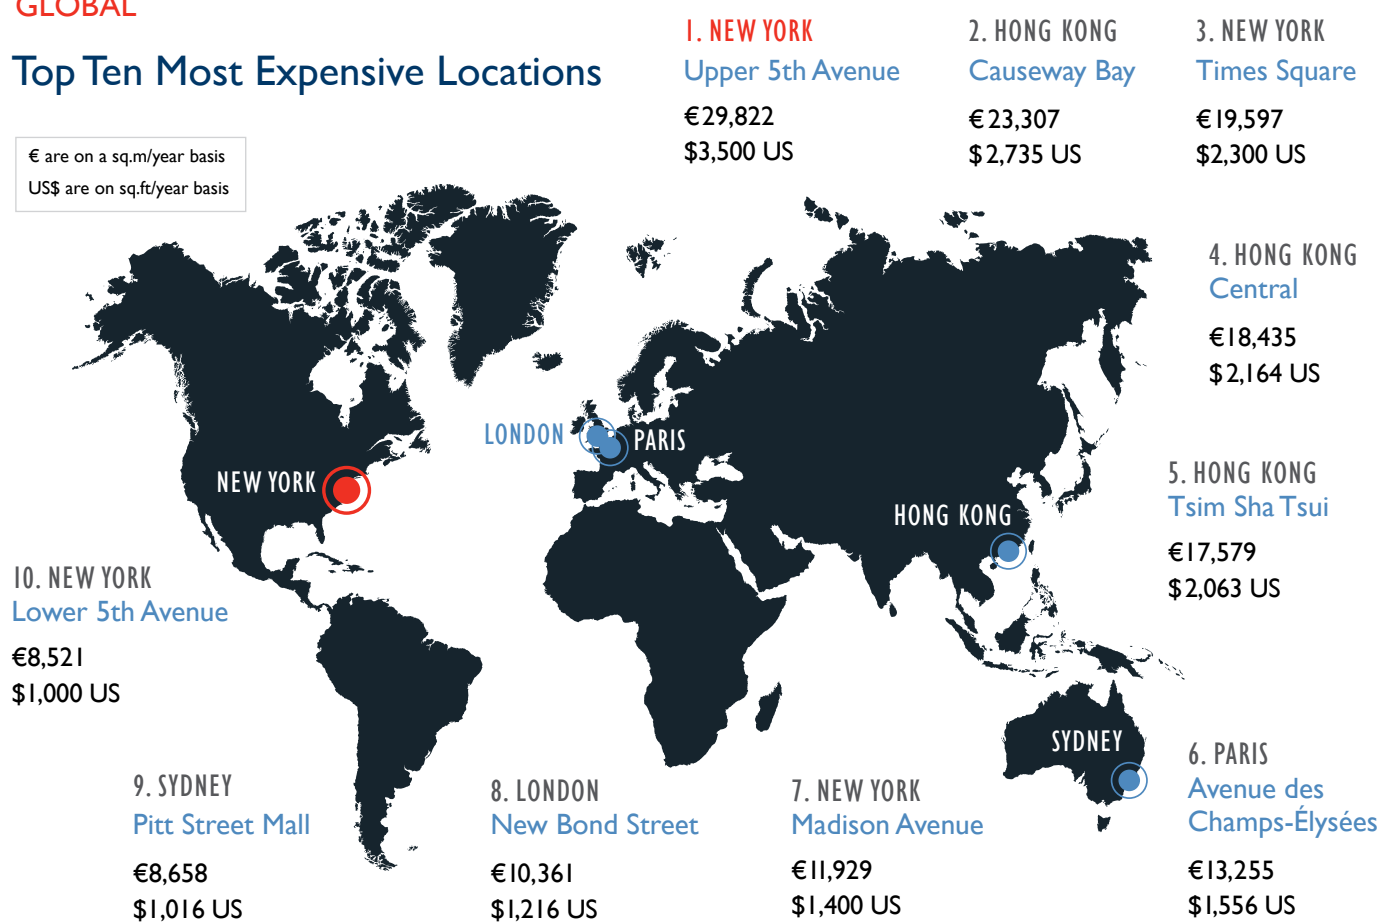 GLOBAL
Top Ten Most Expensive Locations
€ are on a sq.m/year basis
US$ are on sq.ft/year basis
1. NEW YORK
Upper 5th Avenue
€29,822
$3,500 US
2. HONG KONG
Causeway Bay
€23,307
$2,735 US
3. NEW YORK
Times Square
€19,597
$2,300 US
4. HONG KONG
Central
€18,435
$2,164 US
5. HONG KONG
Tsim Sha Tsui
€17,579
$2,063 US
6. PARIS
Avenue des
Champs-Élysées
€13,255
$1,556 US
7. NEW YORK
Madison Avenue
€11,929
$1,400 US
8. LONDON
New Bond Street
€10,361
$1,216 US
9. SYDNEY
Pitt Street Mall
€8,658
$1,016 US
10. NEW YORK
Lower 5th Avenue
€8,521
$1,000 US
LONDON
PARIS
NEW YORK
HONG KONG
SYDNEY